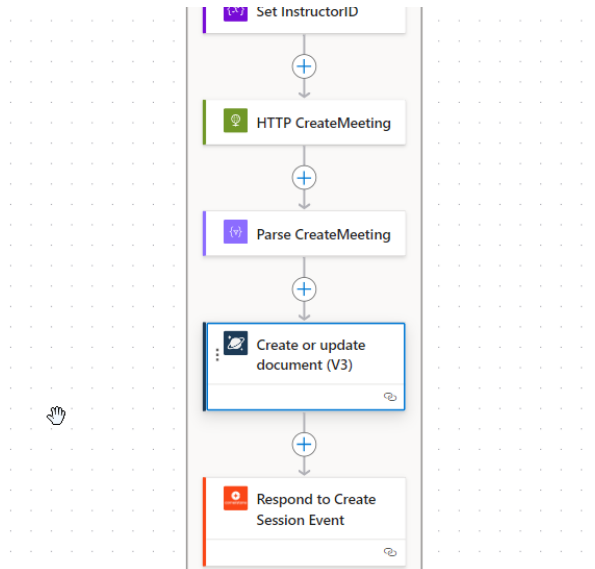 Set InstructorID
HTTP CreateMeeting
Parse CreateMeeting
Create or update
document (V3)
Respond to Create
Session Event